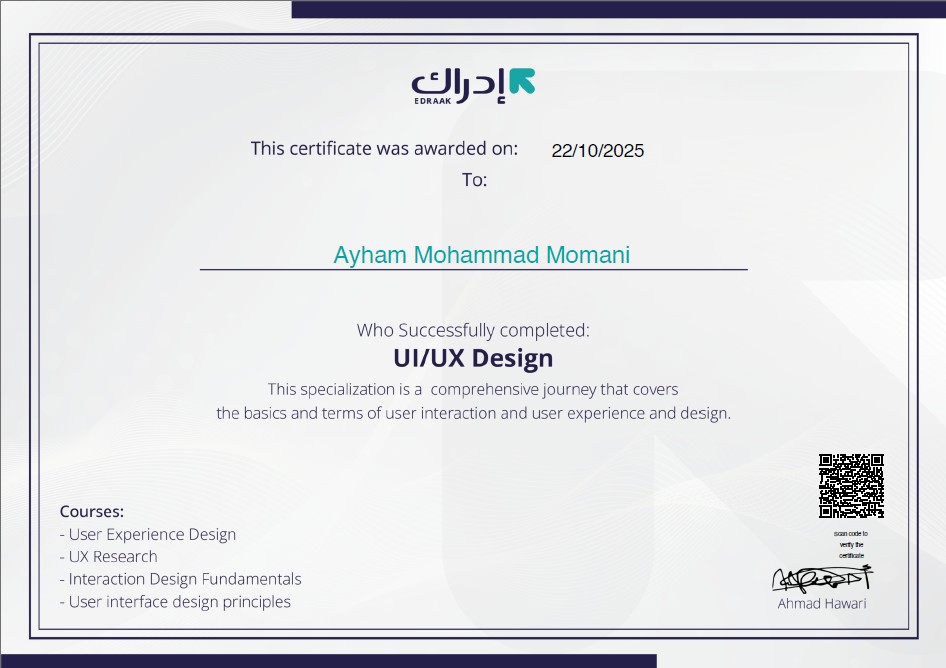 إدراك
EDRAAK
This certificate was awarded on: 22/10/2025
To:
Ayham Mohammad Momani
Who Successfully completed:
UI/UX Design
This specialization is a comprehensive journey that covers
the basics and terms of user interaction and user experience and design.
Courses:
- User Experience Design
- UX Research
- Interaction Design Fundamentals
- User interface design principles
scan code to
verify the
certificate
Ahmad Hawari